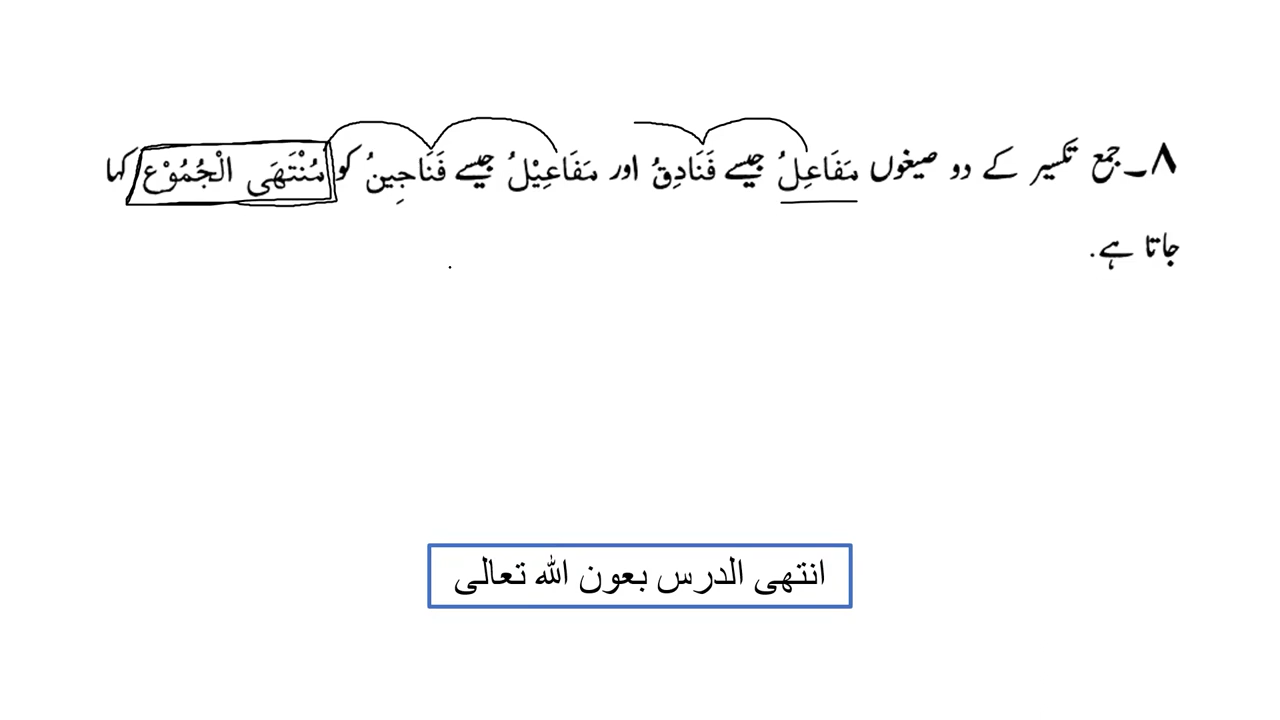 ۸۔ جمع تکسیر کے دو صیغوں مَفَاعِلُ جیسے فَنَادِقُ اور مَفَاعِيْلُ جیسے فَنَاجِينُ کو مُنْتَهَى الْجُمُوْعِ کہا
جاتا ہے.
انتهى الدرس بعون الله تعالى